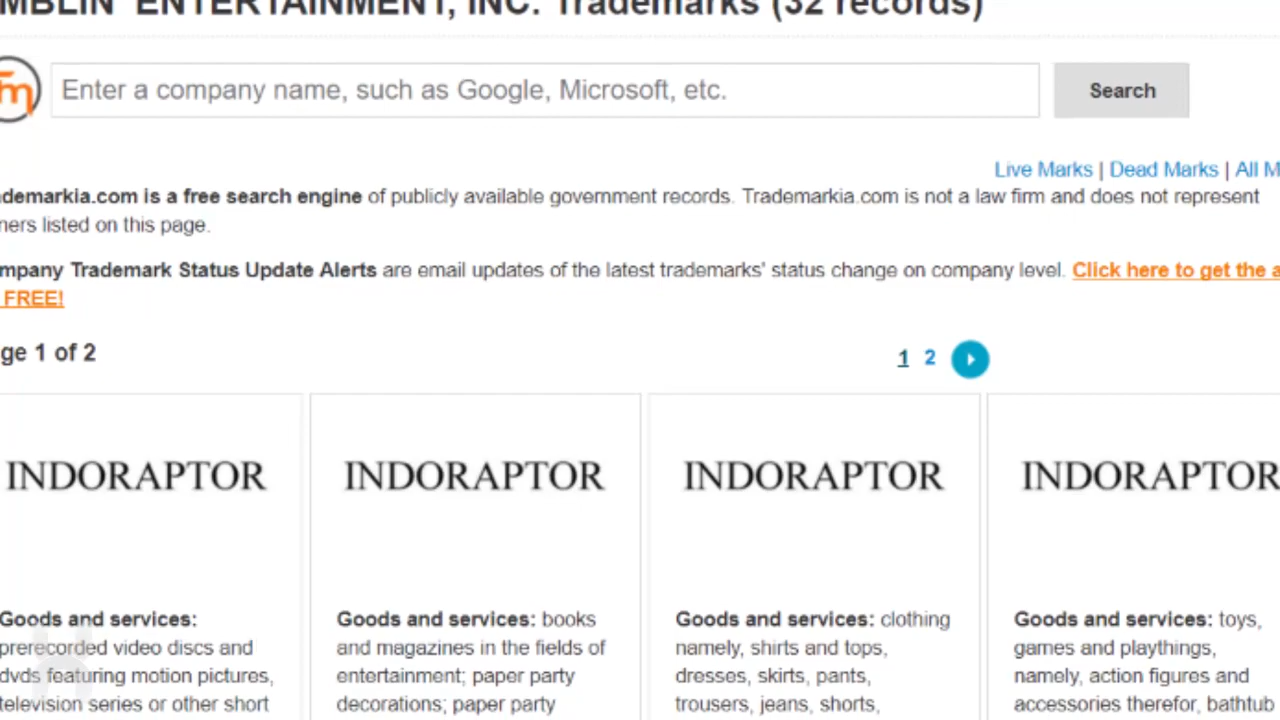 MBLIN' ENTERTAINMENT, INC. Trademarks (32 records)
Enter a company name, such as Google, Microsoft, etc.
Search
Live Marks | Dead Marks | All M
demarkia.com is a free search engine of publicly available government records. Trademarkia.com is not a law firm and does not represent
ners listed on this page.
mpany Trademark Status Update Alerts are email updates of the latest trademarks' status change on company level. Click here to get the a
FREE!
ge 1 of 2
1 2
INDORAPTOR
Goods and services:
prerecorded video discs and
dvds featuring motion pictures,
television series or other short
INDORAPTOR
Goods and services: books
and magazines in the fields of
entertainment; paper party
decorations; paper party
INDORAPTOR
Goods and services: clothing
namely, shirts and tops,
dresses, skirts, pants,
trousers, jeans, shorts,
INDORAPTOR
Goods and services: toys,
games and playthings,
namely, action figures and
accessories therefor, bathtub